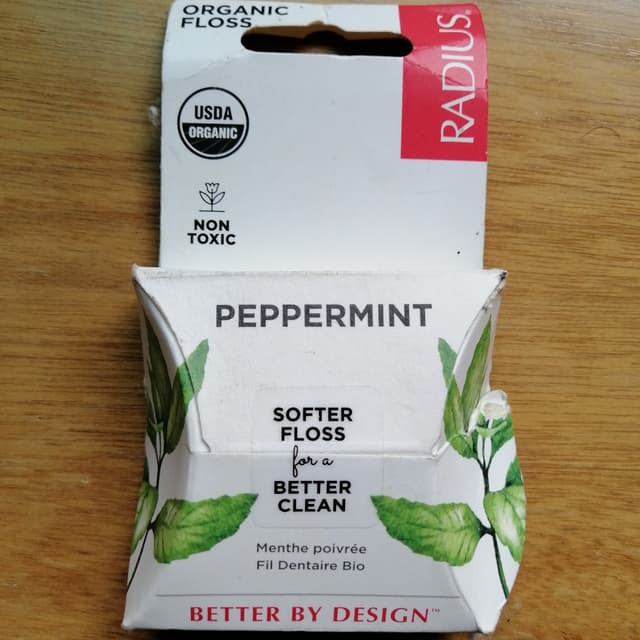 ORGANIC
FLOSS
RADIUS®
USDA
ORGANIC
NON
TOXIC
PEPPERMINT
SOFTER
FLOSS
for a
BETTER
CLEAN
Menthe poivrée
Fil Dentaire Bio
BETTER BY DESIGN™